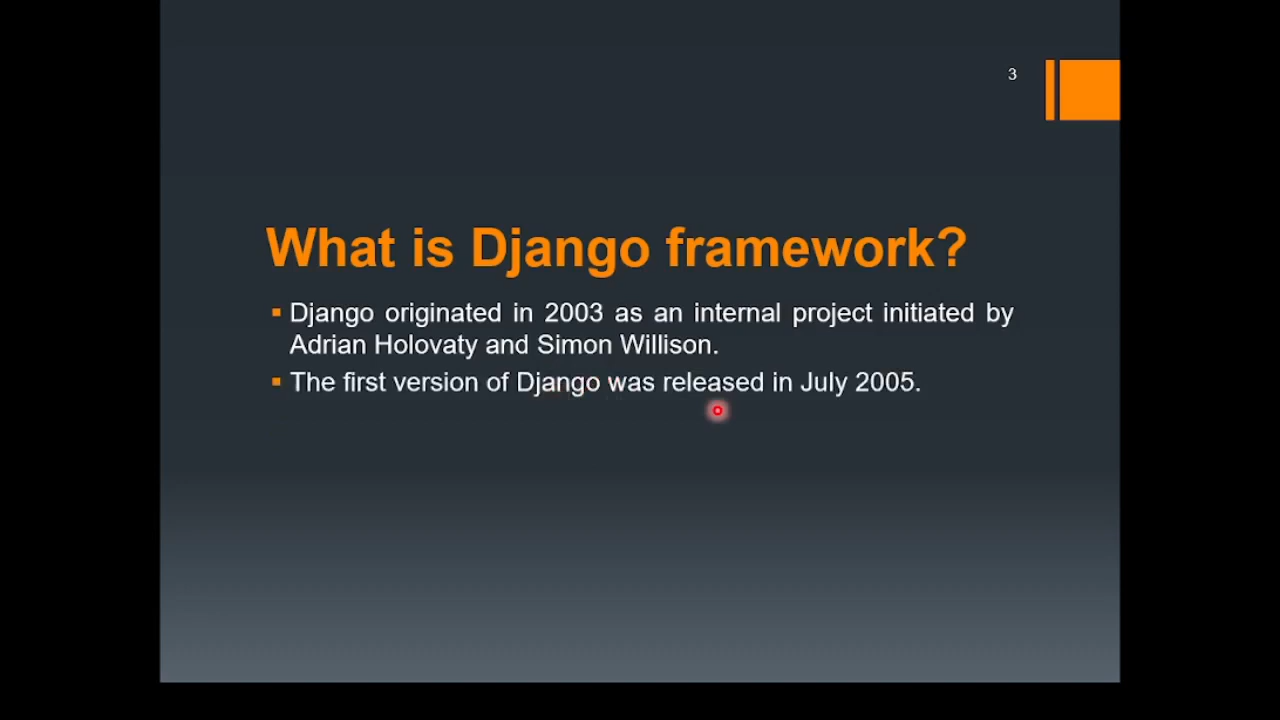 3
What is Django framework?
▪ Django originated in 2003 as an internal project initiated by
Adrian Holovaty and Simon Willison.
▪ The first version of Django was released in July 2005.